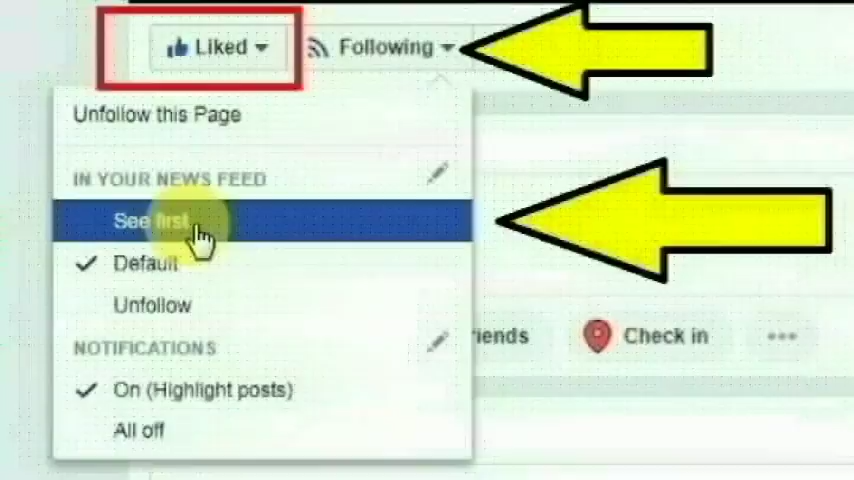 Liked Following
Unfollow this Page
IN YOUR NEWS FEED
See first
Default
Unfollow
NOTIFICATIONS
On (Highlight posts)
All off
riends Check in